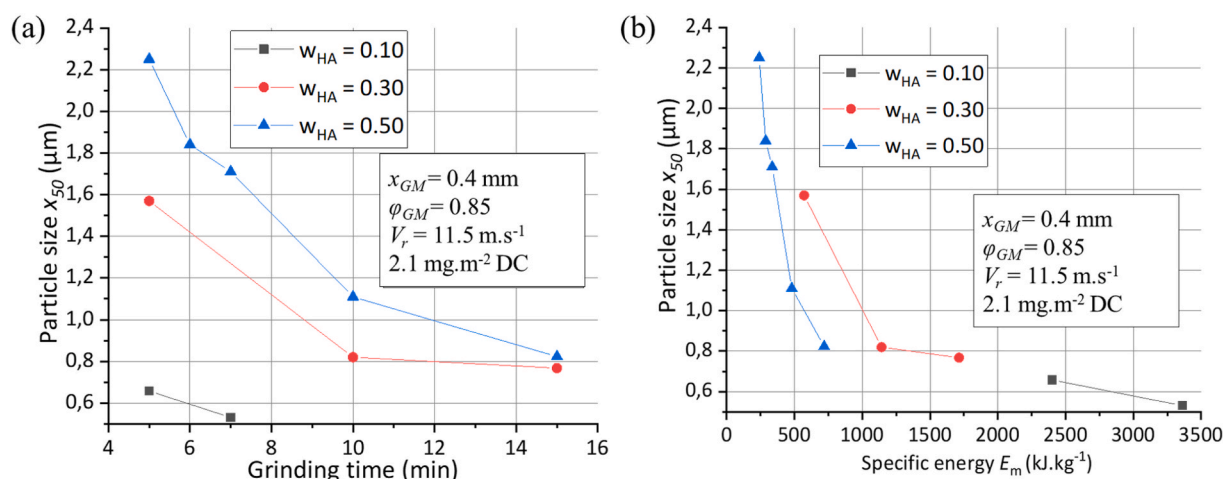 (a)
Particle size x50 (µm)
2,4
2,2
2,0
1,8
1,6
1,4
1,2
1,0
0,8
0,6
wHA = 0.10
wHA = 0.30
wHA = 0.50
xGM = 0.4 mm
φGM = 0.85
Vr = 11.5 m.s-1
2.1 mg.m-2 DC
4 6 8 10 12 14 16
Grinding time (min)
(b)
Particle size x50 (µm)
2,4
2,2
2,0
1,8
1,6
1,4
1,2
1,0
0,8
0,6
wHA = 0.10
wHA = 0.30
wHA = 0.50
xGM = 0.4 mm
φGM = 0.85
Vr = 11.5 m.s-1
2.1 mg.m-2 DC
0 500 1000 1500 2000 2500 3000 3500
Specific energy Em (kJ.kg-1)